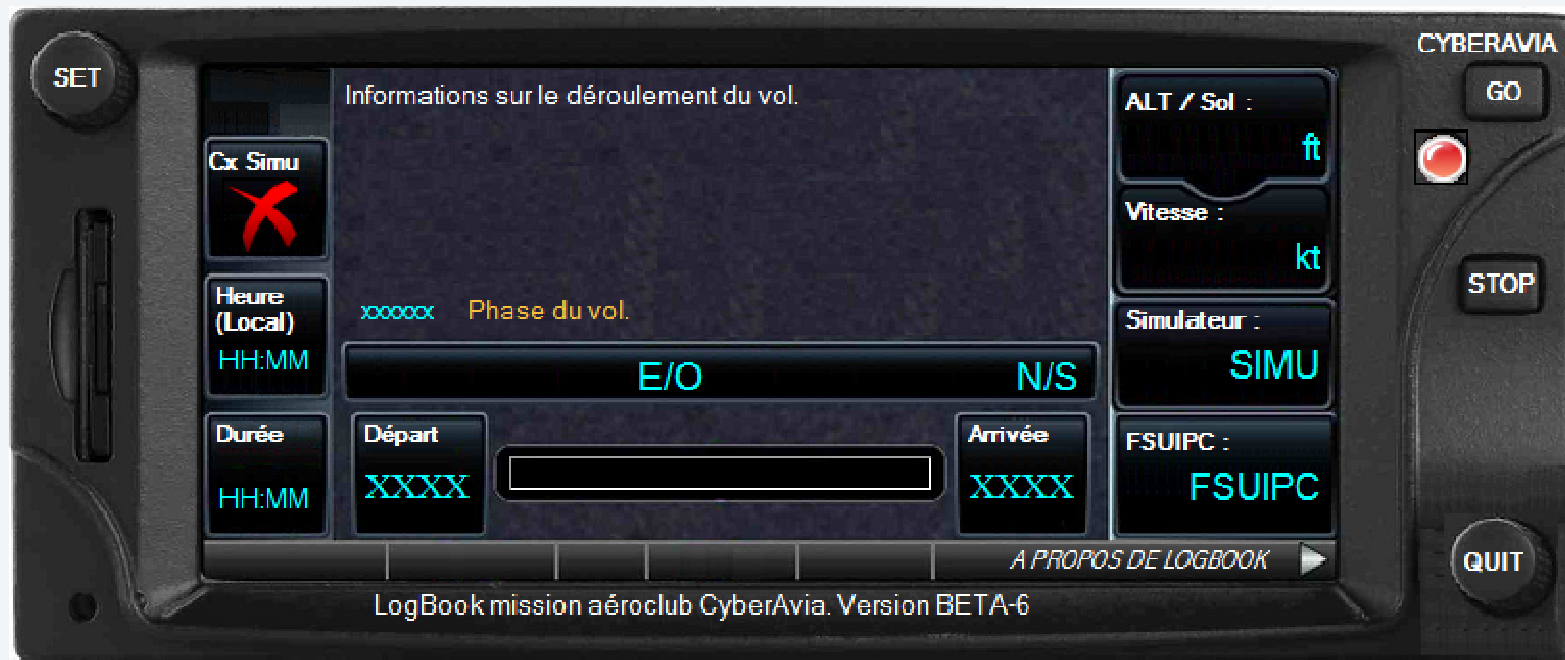 CYBERAVIA
SET
GO
Informations sur le déroulement du vol.
ALT / Sol :
ft
Cx Simu
Vitesse :
kt
STOP
Heure
(Local)
HH:MM
xxxxxx Phase du vol.
Simulateur :
SIMU
E/O N/S
Durée
HH:MM
Départ
XXXX
Arrivée
XXXX
FSUIPC :
FSUIPC
A PROPOS DE LOGBOOK
QUIT
LogBook mission aéroclub CyberAvia. Version BETA-6